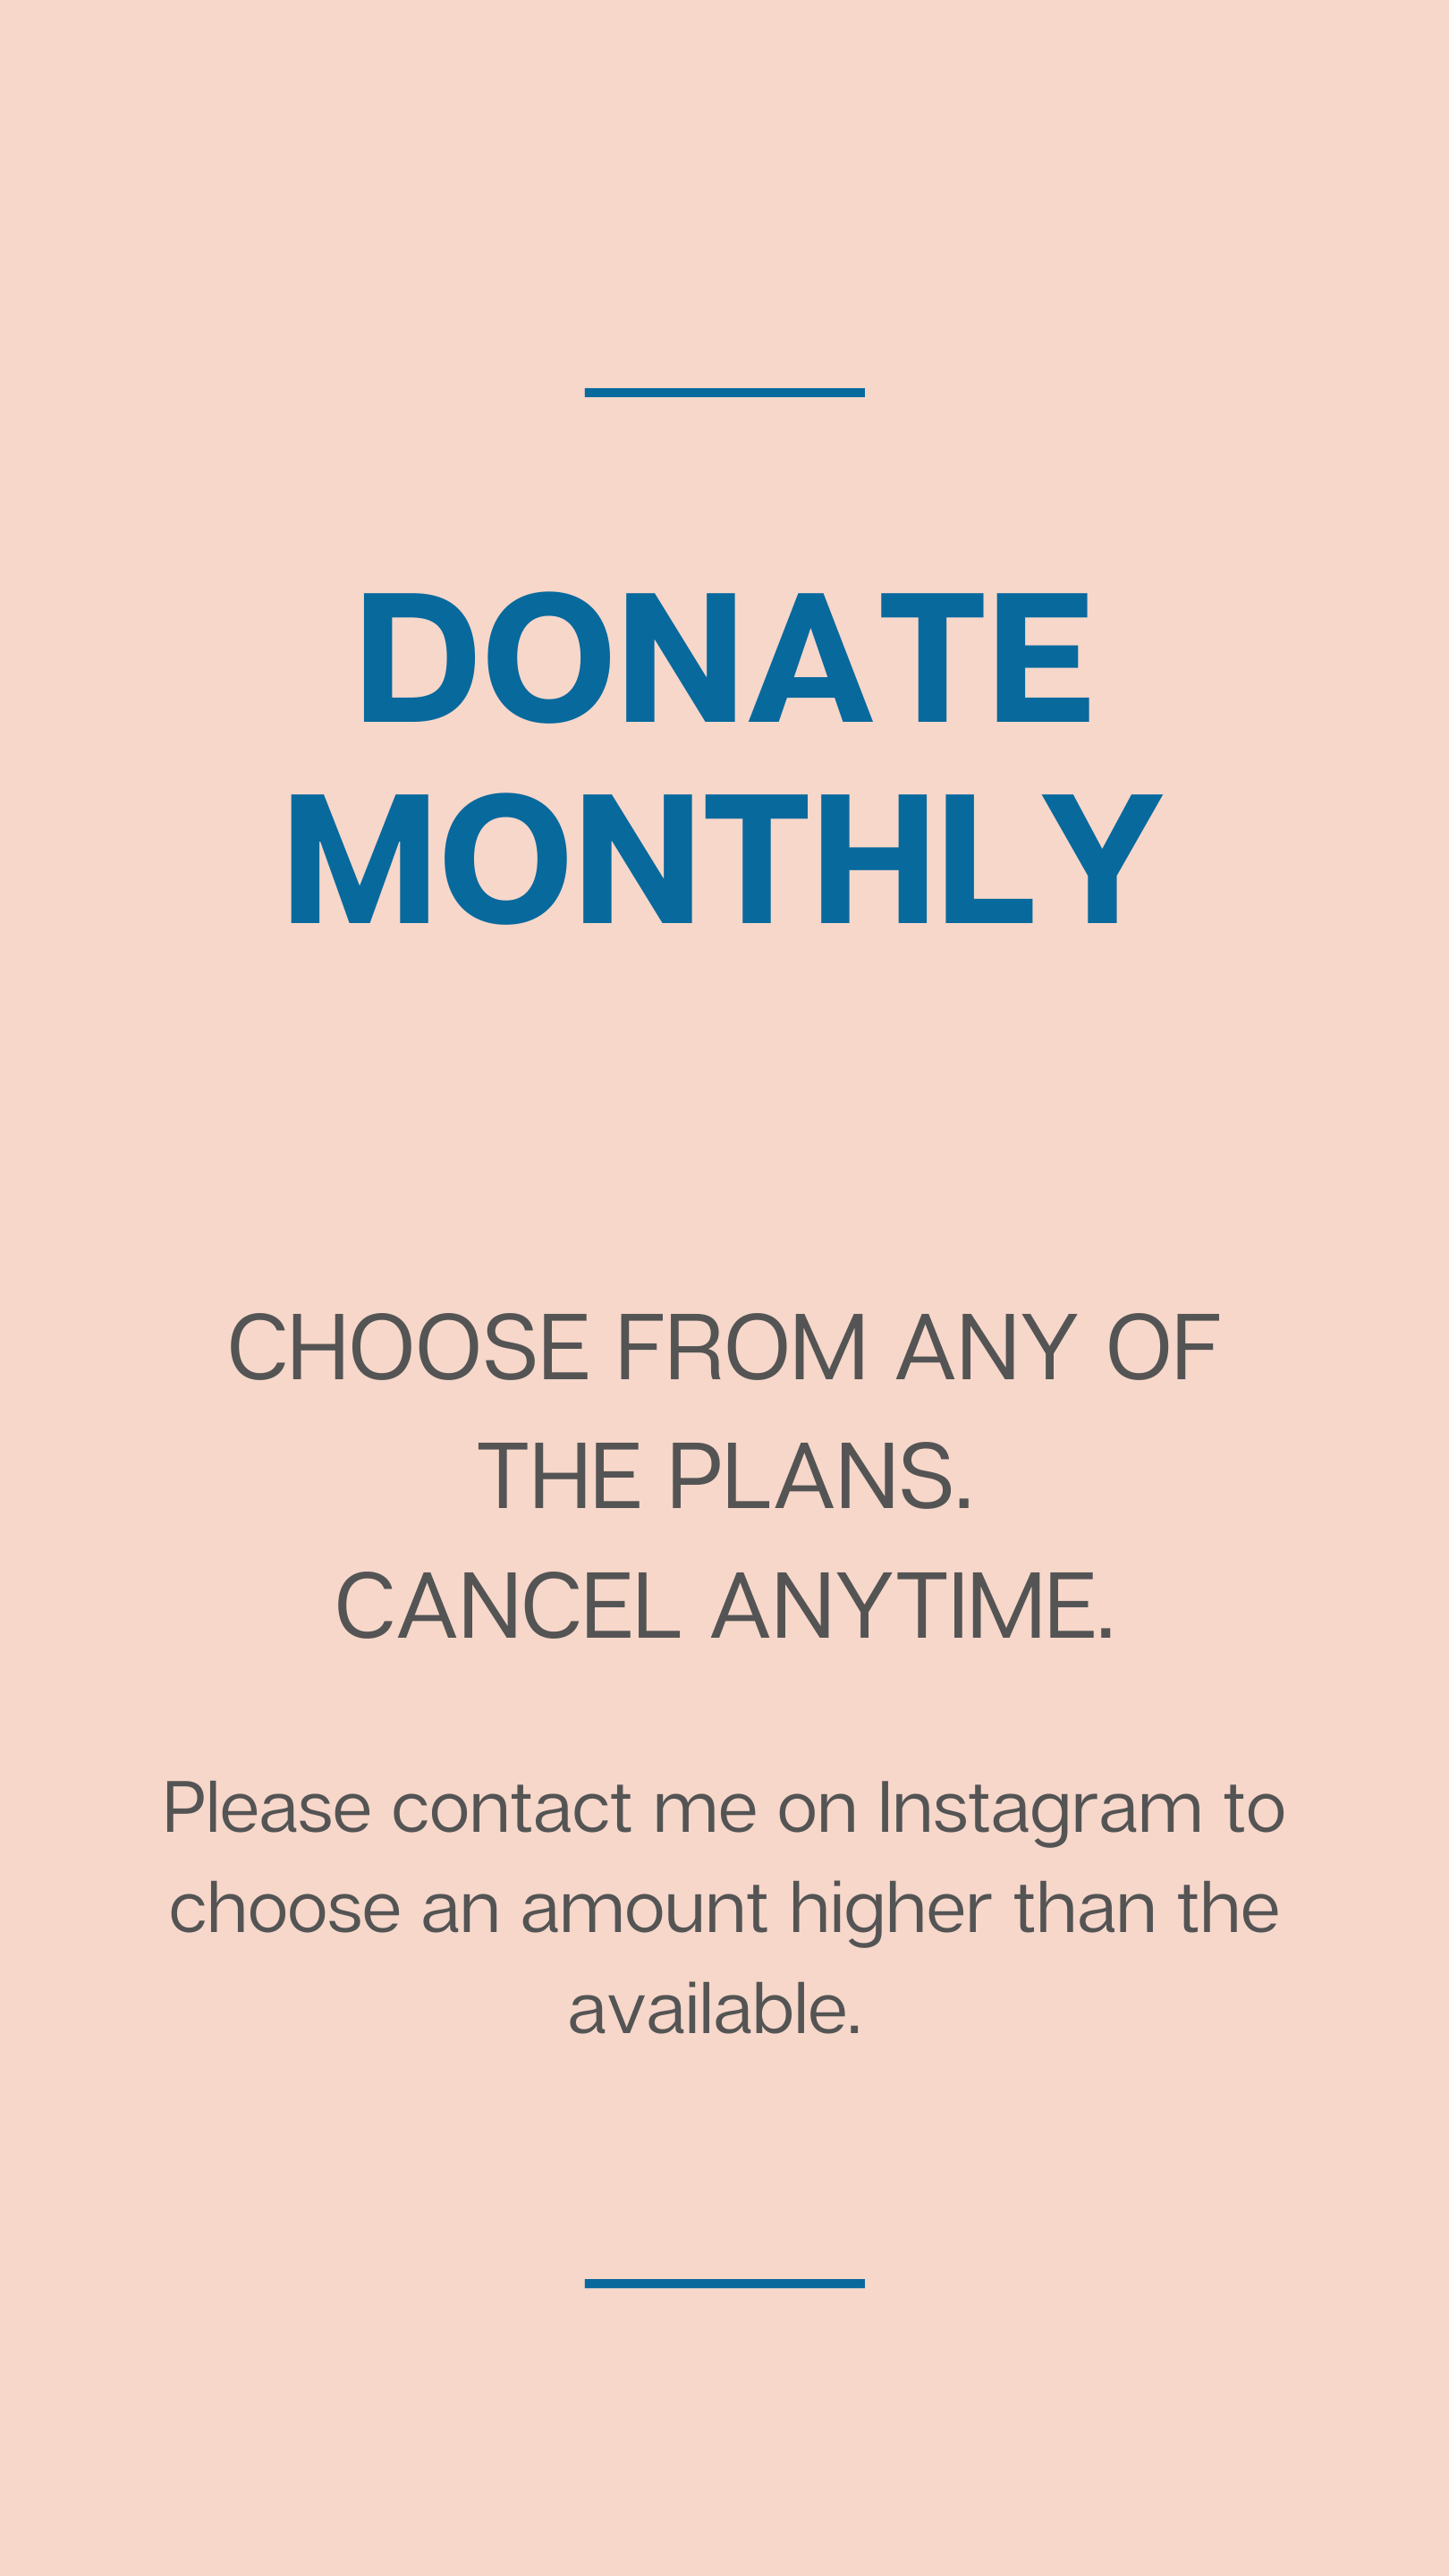 DONATE
MONTHLY
CHOOSE FROM ANY OF
THE PLANS.
CANCEL ANYTIME.
Please contact me on Instagram to
choose an amount higher than the
available.